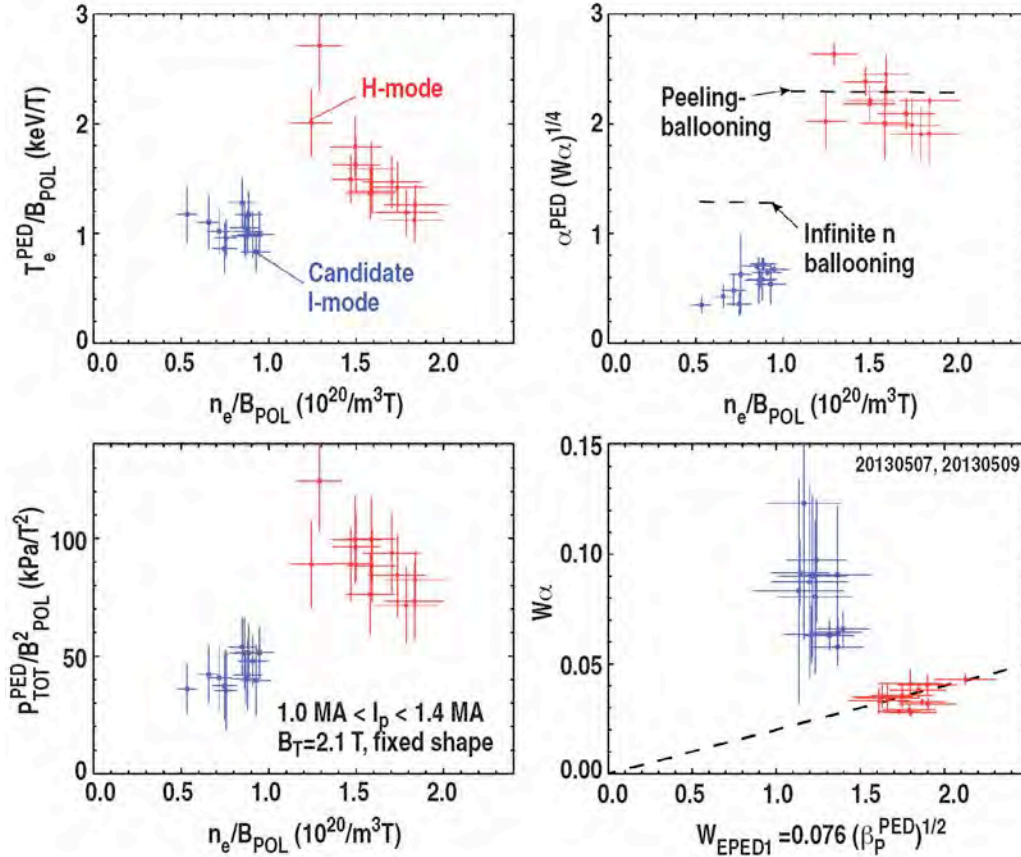 3
2
1
0
T_e^PED/B_POL (keV/T)
H-mode
Candidate
I-mode
0.0 0.5 1.0 1.5 2.0
n_e/B_POL (10^20/m^3T)
3
2
1
0
α^PED (Wα)^1/4
Peeling-
ballooning
Infinite n
ballooning
0.0 0.5 1.0 1.5 2.0
n_e/B_POL (10^20/m^3T)
100
50
0
P_TOT^PED/B^2_POL (kPa/T^2)
1.0 MA < I_p < 1.4 MA
B_T=2.1 T, fixed shape
0.0 0.5 1.0 1.5 2.0
n_e/B_POL (10^20/m^3T)
0.15
0.10
0.05
0.00
Wα
20130507, 20130509
0.0 0.5 1.0 1.5 2.0
W_EPED1 =0.076 (β_P^PED)^1/2